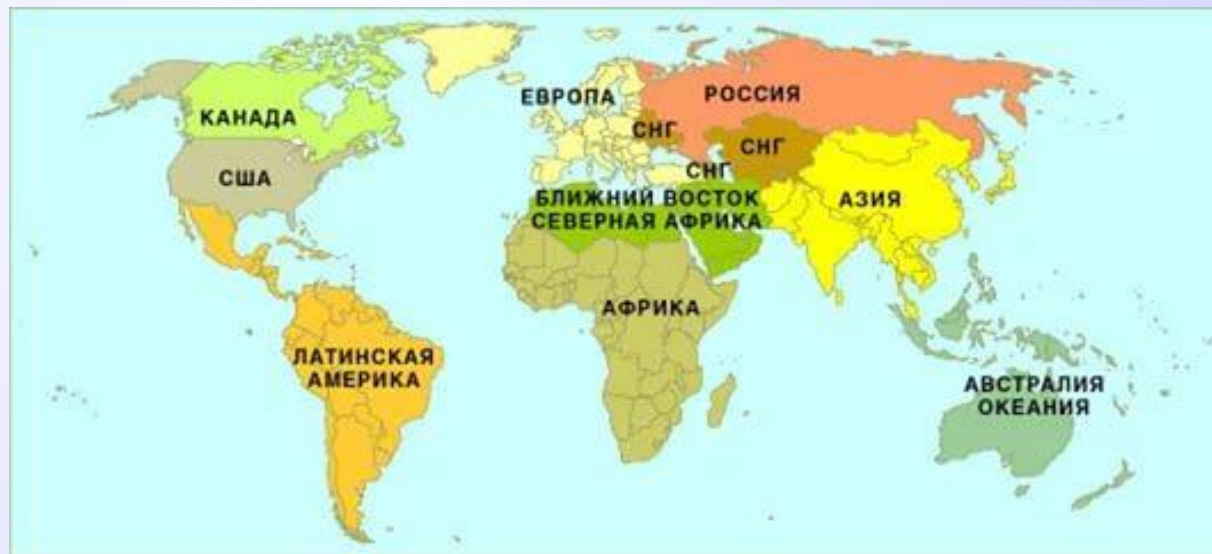 ЕВРОПА
РОССИЯ
КАНАДА
СНГ
СНГ
США
СНГ
БЛИЖНИЙ ВОСТОК
СЕВЕРНАЯ АФРИКА
АЗИЯ
АФРИКА
ЛАТИНСКАЯ
АМЕРИКА
АВСТРАЛИЯ
ОКЕАНИЯ